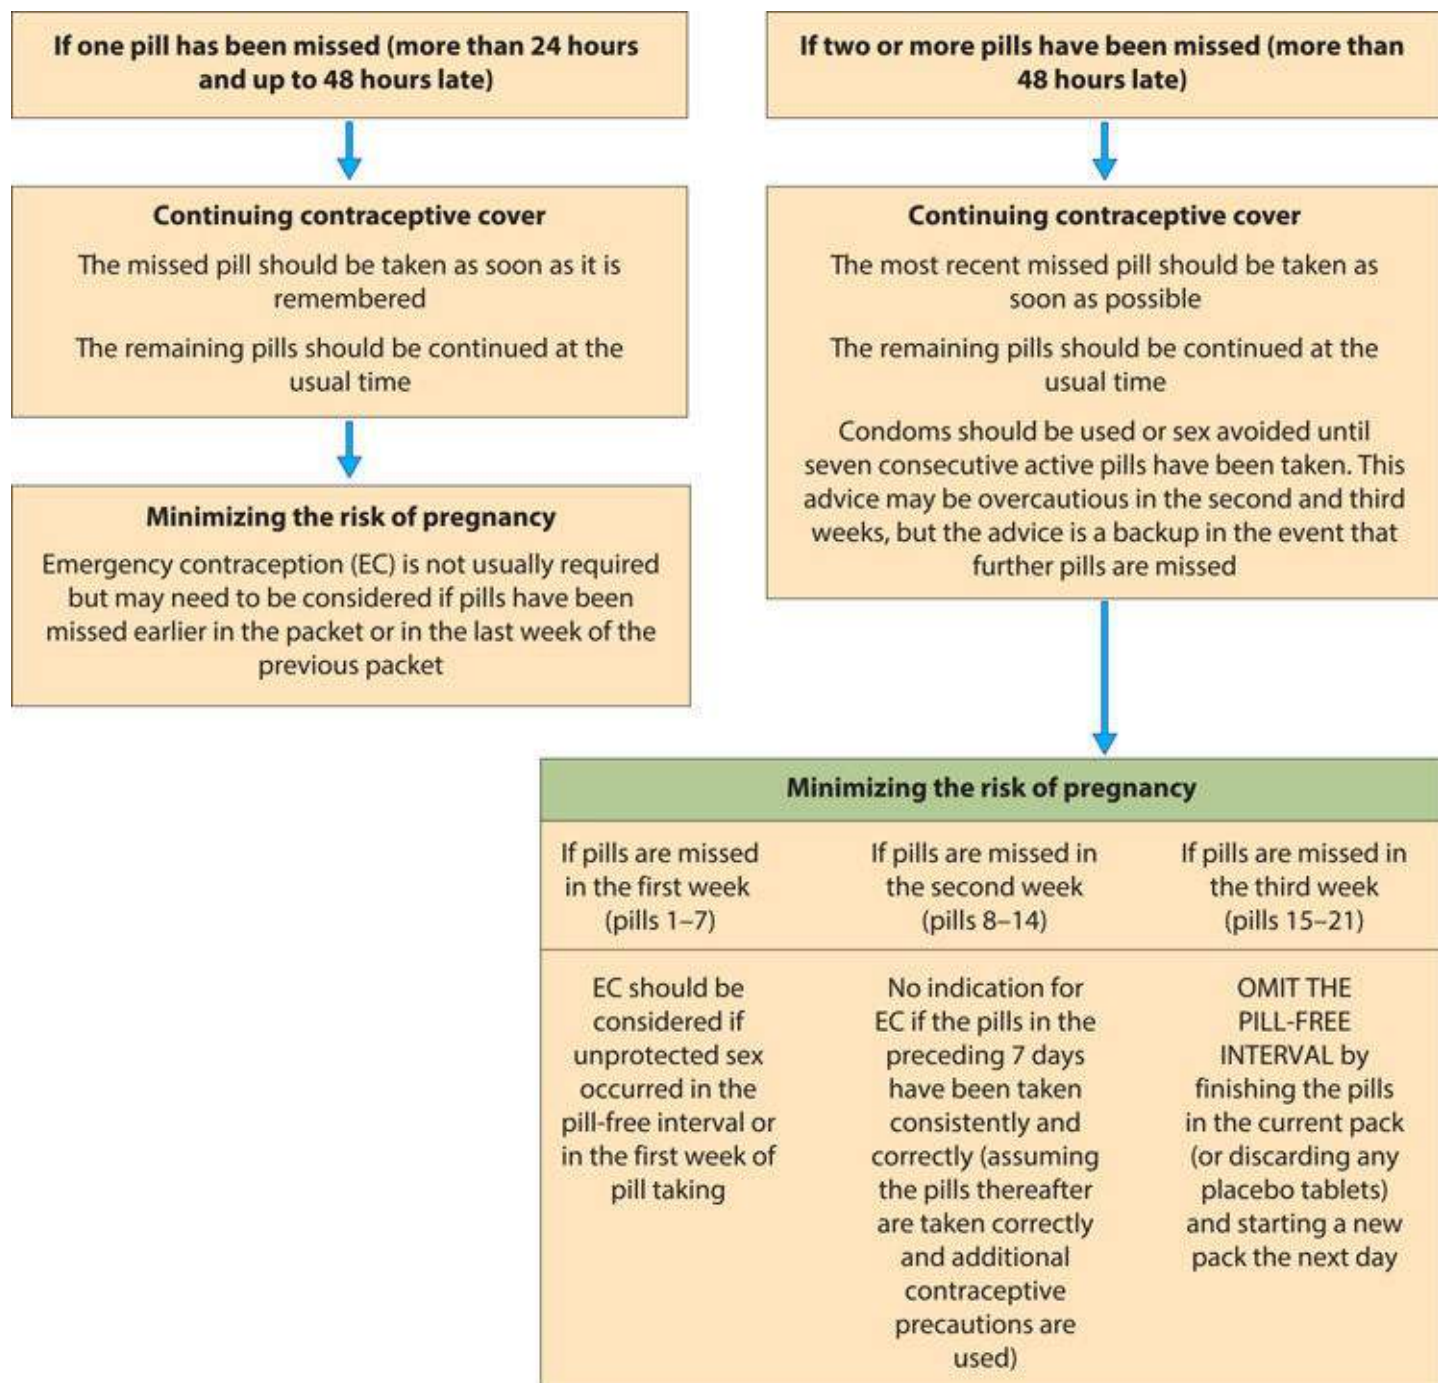 If one pill has been missed (more than 24 hours
and up to 48 hours late)
Continuing contraceptive cover
The missed pill should be taken as soon as it is
remembered
The remaining pills should be continued at the
usual time
Minimizing the risk of pregnancy
Emergency contraception (EC) is not usually required
but may need to be considered if pills have been
missed earlier in the packet or in the last week of the
previous packet
If two or more pills have been missed (more than
48 hours late)
Continuing contraceptive cover
The most recent missed pill should be taken as
soon as possible
The remaining pills should be continued at the
usual time
Condoms should be used or sex avoided until
seven consecutive active pills have been taken. This
advice may be overcautious in the second and third
weeks, but the advice is a backup in the event that
further pills are missed
Minimizing the risk of pregnancy
If pills are missed
in the first week
(pills 1–7)
EC should be
considered if
unprotected sex
occurred in the
pill-free interval or
in the first week of
pill taking
If pills are missed in
the second week
(pills 8–14)
No indication for
EC if the pills in the
preceding 7 days
have been taken
consistently and
correctly (assuming
the pills thereafter
are taken correctly
and additional
contraceptive
precautions are
used)
If pills are missed in
the third week
(pills 15–21)
OMIT THE
PILL-FREE
INTERVAL by
finishing the pills
in the current pack
(or discarding any
placebo tablets)
and starting a new
pack the next day